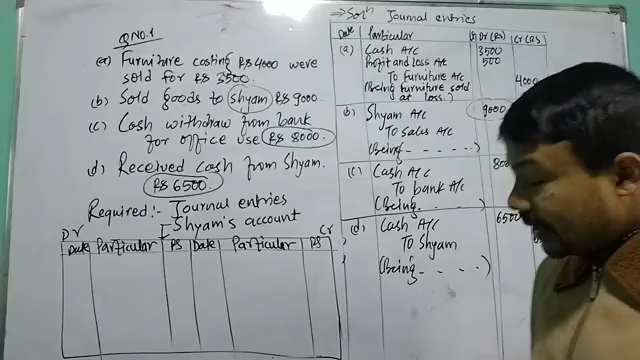 Q NO.1
(a) Furniture costing RS 4000 were
sold for RS 3500.
(b) Sold goods to Shyam RS 9000.
(c) Cash withdraw from bank
for office use RS 8000.
d) Received cash from Shyam.
RS 6500
Required:- Journal entries
Shyam's account
Dr Cr
Date Particular RS Date Particular RS
⇒ Solⁿ Journal entries
Date Particular Dr (RS) Cr (RS)
(a) Cash A/C 3500
Profit and Loss A/c 500
To Furniture A/c 4000
(Being furniture sold
at loss.)
b) Shyam A/C 9000
To Sales A/C
(Being - - - - - -)
(c) Cash A/C 800
To bank A/C
(Being - - - - -)
(d) Cash A/C 6500
To Shyam
(Being - - - -)